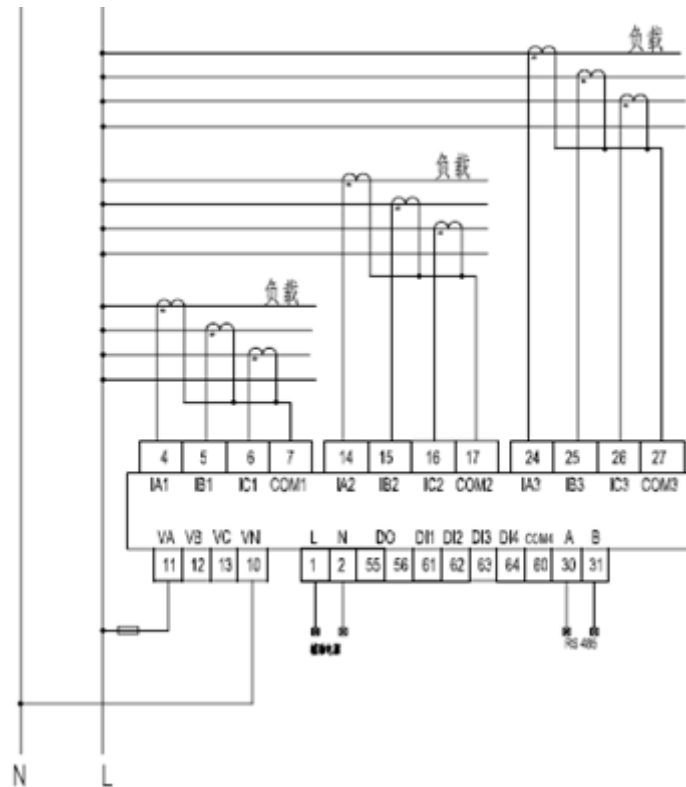 负载
负载
负载
4 5 6 7 14 15 16 17 24 25 26 27
IA1 IB1 IC1 COM1 IA2 IB2 IC2 COM2 IA3 IB3 IC3 COM3
VA VB VC VN L N DO DI1 DI2 DI3 DI4 COM4 A B
11 12 13 10 1 2 55 56 61 62 63 64 60 30 31
RS 485
N L